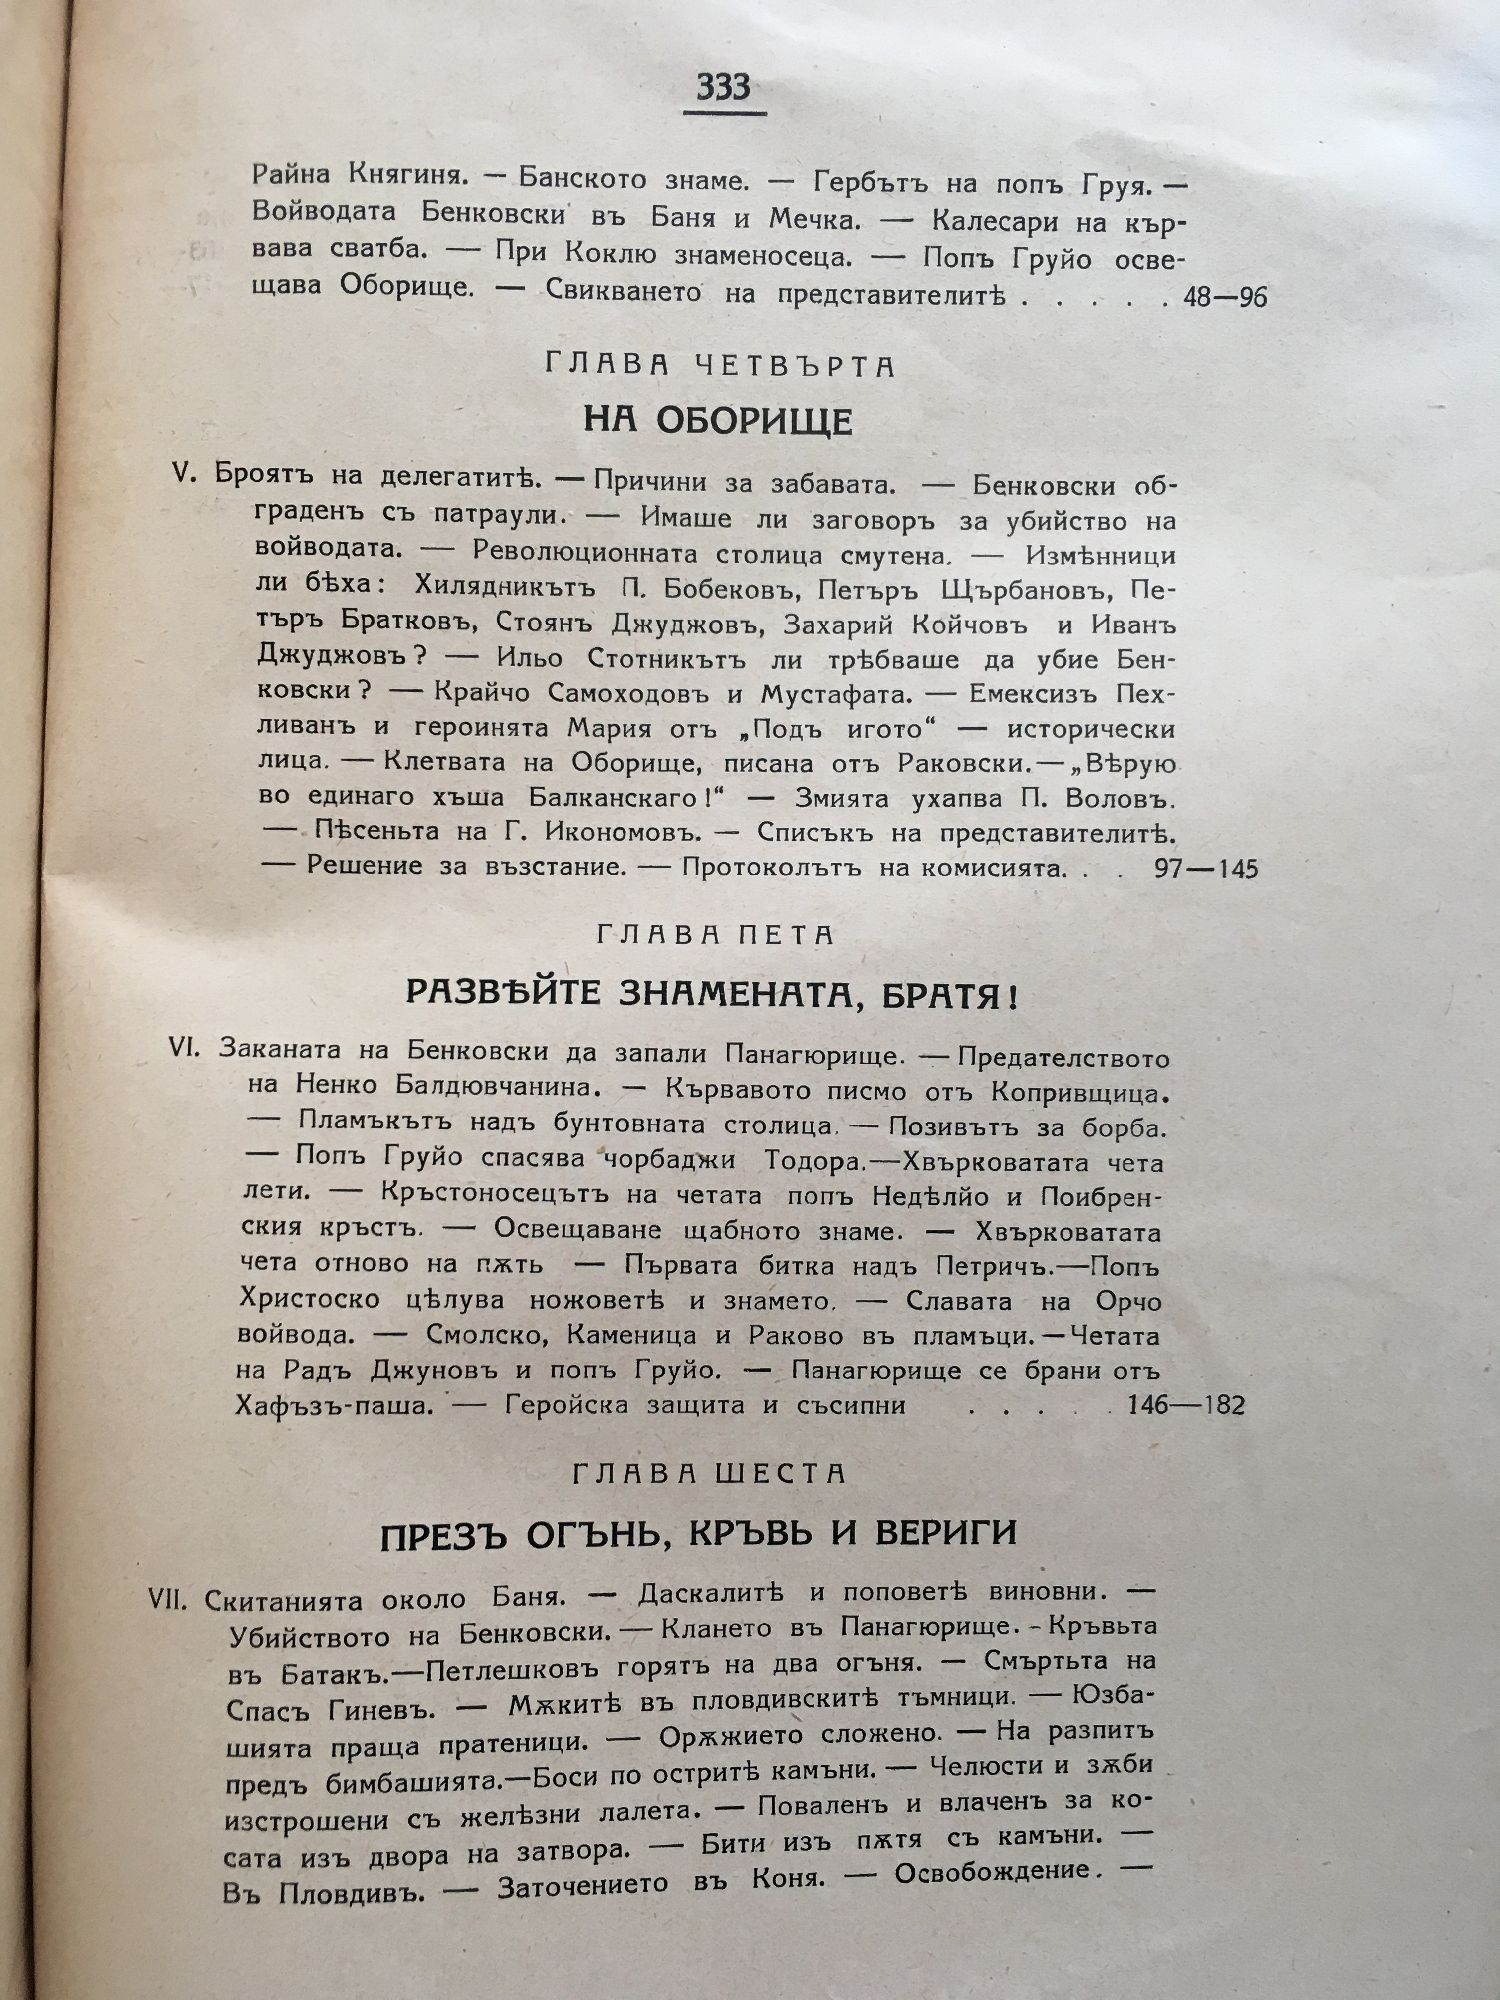 333
Райна Княгиня. — Банското знаме. — Гербътъ на попъ Груя. —
Войводата Бенковски въ Баня и Мечка. — Калесари на кър-
вава сватба. — При Коклю знаменосеца. — Попъ Груйо осве-
щава Оборище. — Свикването на представителитѣ . . . . . 48—96
ГЛАВА ЧЕТВЪРТА
НА ОБОРИЩЕ
V. Броятъ на делегатитѣ. — Причини за забавата. — Бенковски об-
граденъ съ патраули. — Имаше ли заговоръ за убийство на
войводата. — Революционната столица смутена. — Измѣнници
ли бѣха: Хилядникътъ П. Бобековъ, Петъръ Щърбановъ, Пе-
търъ Братковъ, Стоянъ Джуджовъ, Захарий Койчовъ и Иванъ
Джуджовъ? — Ильо Стотникътъ ли трѣбваше да убие Бен-
ковски? — Крайчо Самоходовъ и Мустафата. — Емексизъ Пех-
ливанъ и героинята Мария отъ „Подъ игото“ — исторически
лица. — Клетвата на Оборище, писана отъ Раковски. — „Вѣрую
во единаго хъша Балканскаго!“ — Змията ухапва П. Воловъ.
— Пѣсеньта на Г. Икономовъ. — Списъкъ на представителитѣ.
— Решение за възстание. — Протоколътъ на комисията. . . 97—145
ГЛАВА ПЕТА
РАЗВѢЙТЕ ЗНАМЕНАТА, БРАТЯ!
VI. Заканата на Бенковски да запали Панагюрище. — Предателството
на Ненко Балдювчанина. — Кървавото писмо отъ Копривщица.
— Пламъкътъ надъ бунтовната столица. — Позивътъ за борба.
— Попъ Груйо спасява чорбаджи Тодора.—Хвърковатата чета
лети. — Кръстоносецътъ на четата попъ Недѣлйо и Поибрен-
ския кръстъ. — Освещаване щабното знаме. — Хвърковатата
чета отново на пѫть — Първата битка надъ Петричъ.—Попъ
Христоско цѣлува ножоветѣ и знамето. — Славата на Орчо
войвода. — Смолско, Каменица и Раково въ пламъци. — Четата
на Радъ Джуновъ и попъ Груйо. — Панагюрище се брани отъ
Хафъзъ-паша. — Геройска защита и съсипни . . . . . 146—182
ГЛАВА ШЕСТА
ПРЕЗЪ ОГЪНЬ, КРЪВЬ И ВЕРИГИ
VII. Скитанията около Баня. — Даскалитѣ и поповетѣ виновни. —
Убийството на Бенковски. — Клането въ Панагюрище. - Кръвьта
въ Батакъ.—Петлешковъ горятъ на два огъня. — Смъртьта на
Спасъ Гиневъ. — Мѫкитѣ въ пловдивскитѣ тъмници. — Юзба-
шията праща пратеници. — Орѫжието сложено. — На разпитъ
предъ бимбашията.—Боси по остритѣ камъни. — Челюсти и зѫби
изстрошени съ желѣзни лалета. — Поваленъ и влаченъ за ко-
сата изъ двора на затвора. — Бити изъ пѫтя съ камъни. —
Въ Пловдивъ. — Заточението въ Коня. — Освобождение. —